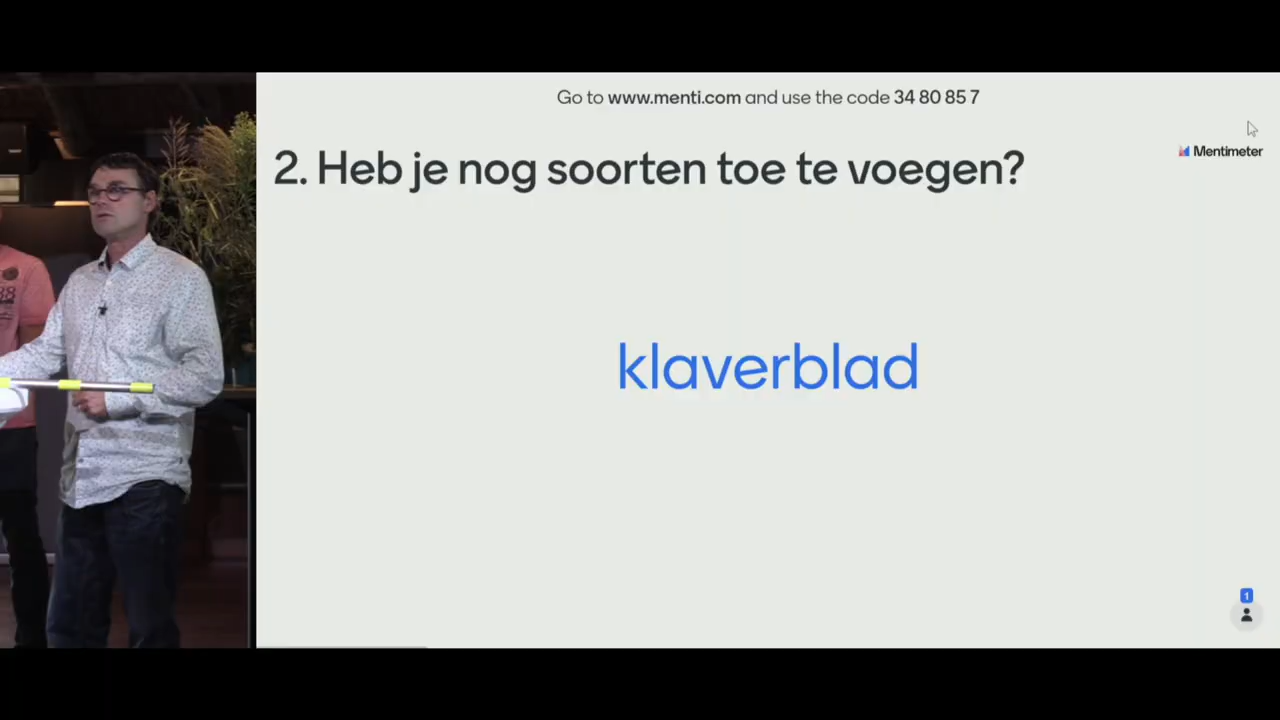 Go to www.menti.com and use the code 34 80 85 7
Mentimeter
2. Heb je nog soorten toe te voegen?
klaverblad
1